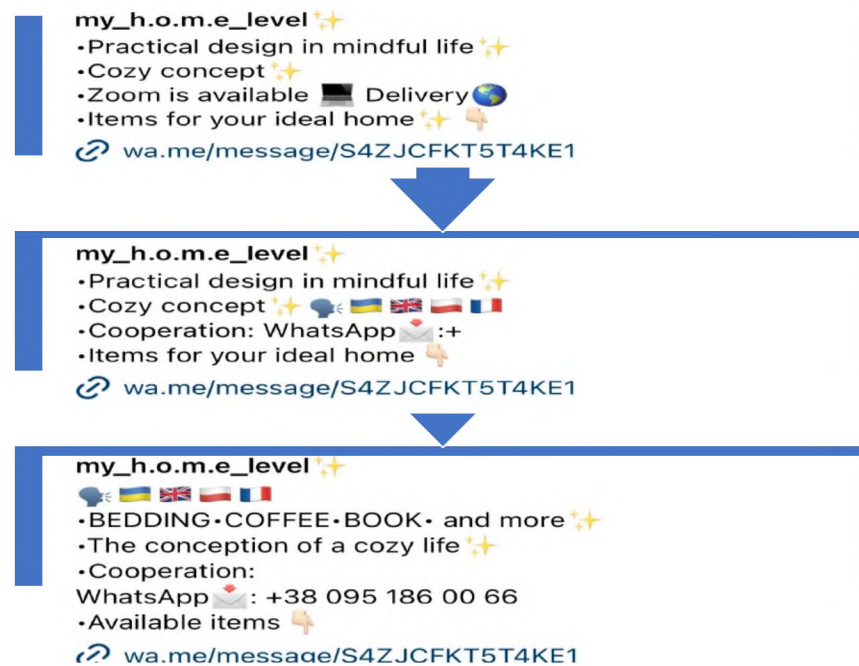 my_h.o.m.e_level✨
•Practical design in mindful life✨
•Cozy concept✨
•Zoom is available 💻 Delivery🌎
•Items for your ideal home✨ 👇🏻
wa.me/message/S4ZJCFKT5T4KE1
my_h.o.m.e_level✨
•Practical design in mindful life✨
•Cozy concept✨ 🗣️ 🇺🇦 🇬🇧 🇵🇱 🇫🇷
•Cooperation: WhatsApp📩:+
•Items for your ideal home 👇🏻
wa.me/message/S4ZJCFKT5T4KE1
my_h.o.m.e_level✨
🗣️ 🇺🇦 🇬🇧 🇵🇱 🇫🇷
•BEDDING•COFFEE•BOOK• and more✨
•The conception of a cozy life✨
•Cooperation:
WhatsApp📩: +38 095 186 00 66
•Available items 👇🏻
wa.me/message/S4ZJCFKT5T4KE1